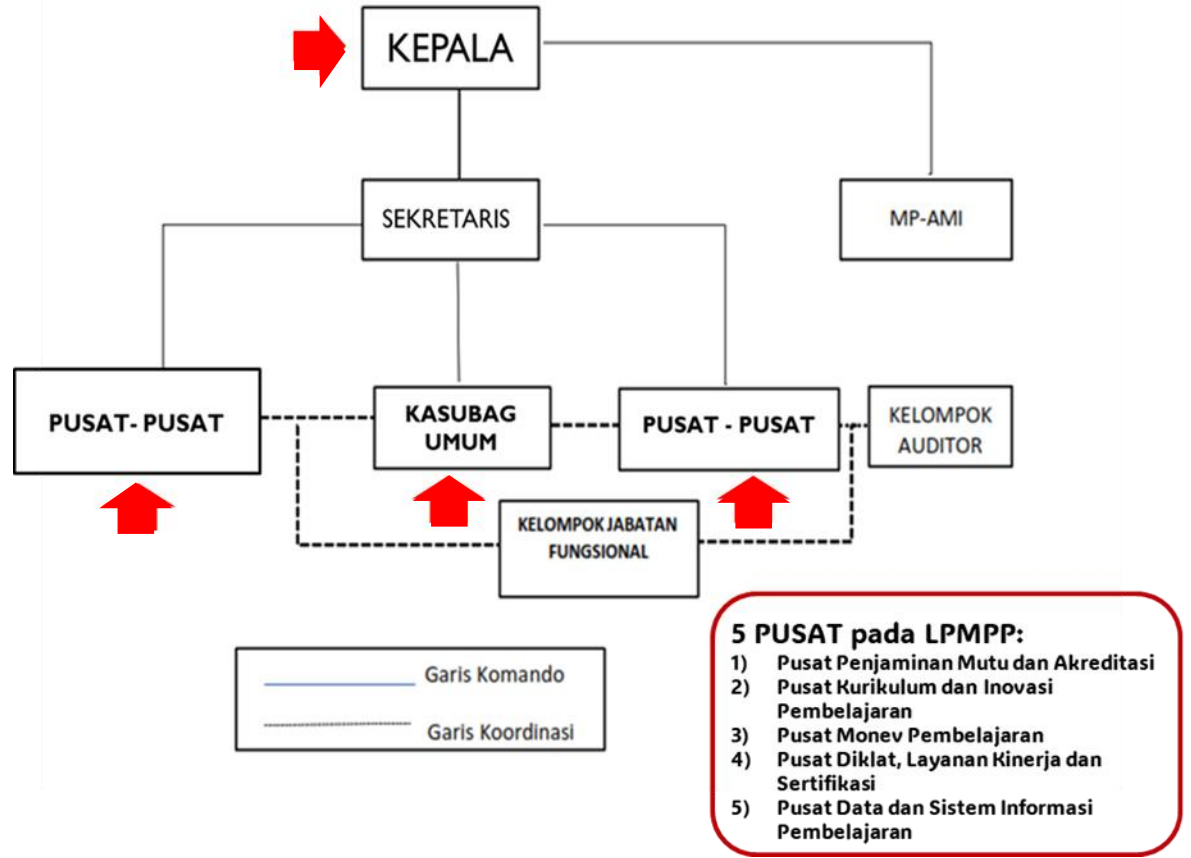 KEPALA
SEKRETARIS
MP-AMI
PUSAT- PUSAT
KASUBAG
UMUM
PUSAT - PUSAT
KELOMPOK
AUDITOR
KELOMPOK JABATAN
FUNGSIONAL
Garis Komando
Garis Koordinasi
5 PUSAT pada LPMPP:
1) Pusat Penjaminan Mutu dan Akreditasi
2) Pusat Kurikulum dan Inovasi
Pembelajaran
3) Pusat Monev Pembelajaran
4) Pusat Diklat, Layanan Kinerja dan
Sertifikasi
5) Pusat Data dan Sistem Informasi
Pembelajaran